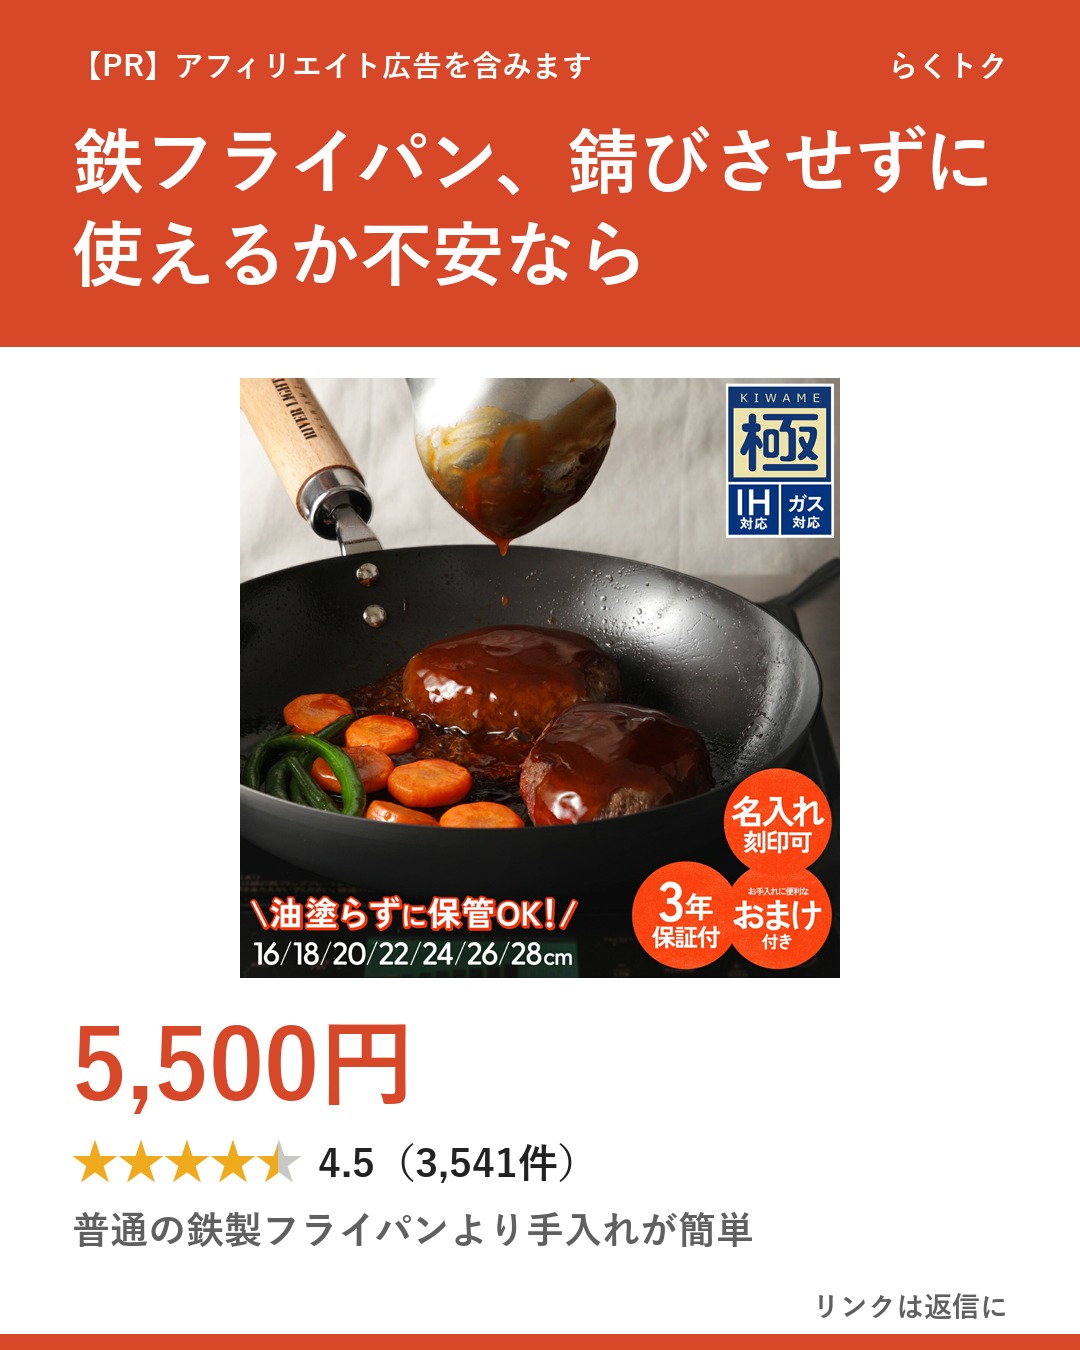 【PR】アフィリエイト広告を含みます
らくトク
鉄フライパン、錆びさせずに
使えるか不安なら
RIVER LIGHT
KIWAME
極
IH
対応
ガス
対応
名入れ
刻印可
3年
保証付
お手入れに便利な
おまけ
付き
\油塗らずに保管OK!/
16/18/20/22/24/26/28cm
5,500円
4.5（3,541件）
普通の鉄製フライパンより手入れが簡単
リンクは返信に